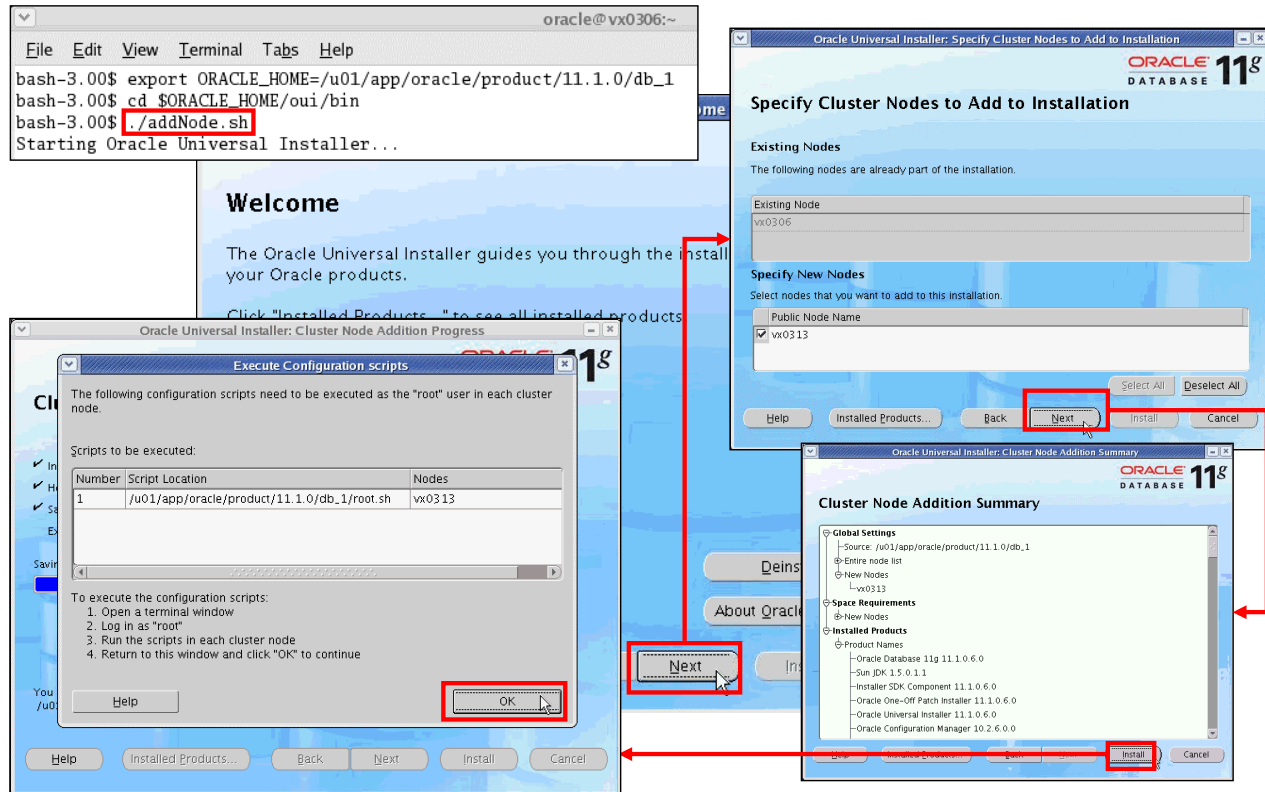 oracle@vx0306:~
File Edit View Terminal Tabs Help
bash-3.00$ export ORACLE_HOME=/u01/app/oracle/product/11.1.0/db_1
bash-3.00$ cd $ORACLE_HOME/oui/bin
bash-3.00$ ./addNode.sh
Starting Oracle Universal Installer...
Welcome
The Oracle Universal Installer guides you through the
your Oracle products.
Click "Installed Products..." to see all installed products
About
Next
Oracle Universal Installer: Specify Cluster Nodes to Add to Installation
ORACLE 11g
DATABASE
Specify Cluster Nodes to Add to Installation
Existing Nodes
The following nodes are already part of the installation.
Existing Node
vx0306
Specify New Nodes
Select nodes that you want to add to this installation.
Public Node Name
vx0313
Select All Deselect All
Help Installed Products... Back Next Install Cancel
Oracle Universal Installer: Cluster Node Addition Summary
ORACLE 11g
DATABASE
Cluster Node Addition Summary
Global Settings
Source: /u01/app/oracle/product/11.1.0/db_1
Entire node list
New Nodes
vx0313
Space Requirements
New Nodes
Installed Products
Product Names
Oracle Database 11g 11.1.0.6.0
Sun JDK 1.5.0.1.1
Installer SDK Component 11.1.0.6.0
Oracle One-Off Patch Installer 11.1.0.6.0
Oracle Universal Installer 11.1.0.6.0
Oracle Configuration Manager 10.2.6.0.0
Help Installed Products... Back Install Cancel
Oracle Universal Installer: Cluster Node Addition Progress
11g
Execute Configuration scripts
The following configuration scripts need to be executed as the "root" user in each cluster
node.
Scripts to be executed:
Number Script Location Nodes
1 /u01/app/oracle/product/11.1.0/db_1/root.sh vx0313
To execute the configuration scripts:
1. Open a terminal window
2. Log in as "root"
3. Run the scripts in each cluster node
4. Return to this window and click "OK" to continue
Help OK
You
Help Installed Products... Back Next Install Cancel